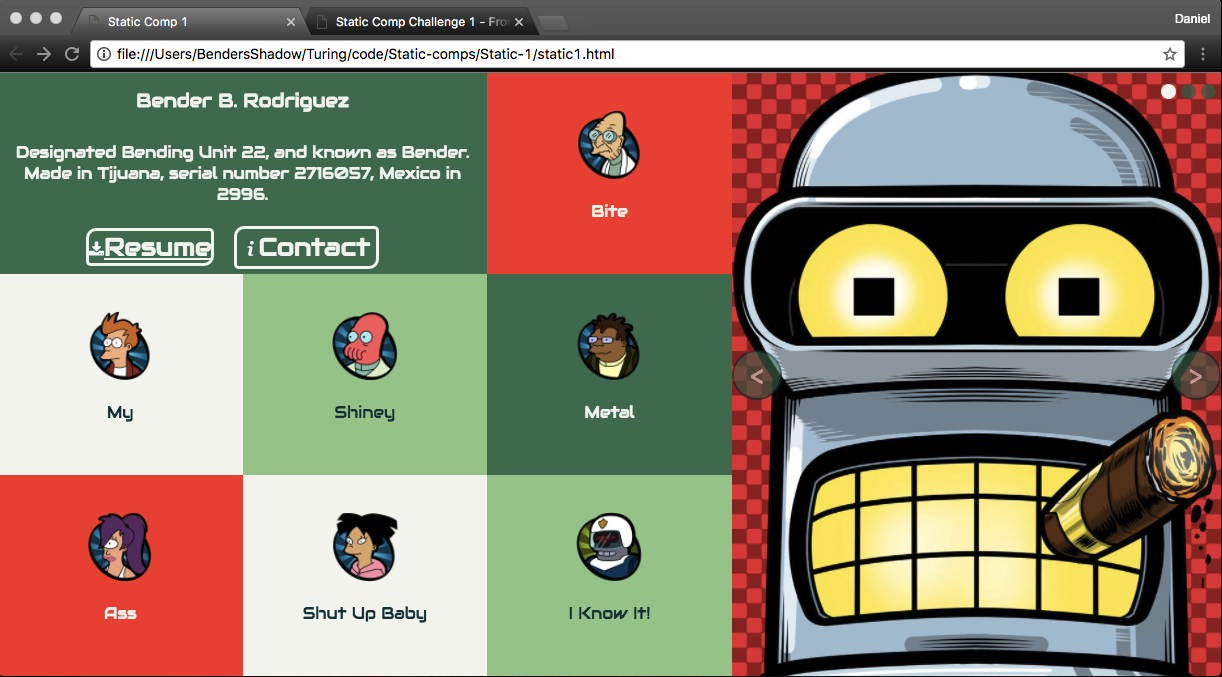 Static Comp 1
Static Comp Challenge 1 - Fro
Daniel
file:///Users/BendersShadow/Turing/code/Static-comps/Static-1/static1.html
Bender B. Rodriguez
Designated Bending Unit 22, and known as Bender.
Made in Tijuana, serial number 2716057, Mexico in
2996.
Resume
i Contact
Bite
My
Shiney
Metal
Ass
Shut Up Baby
I Know It!
<
>